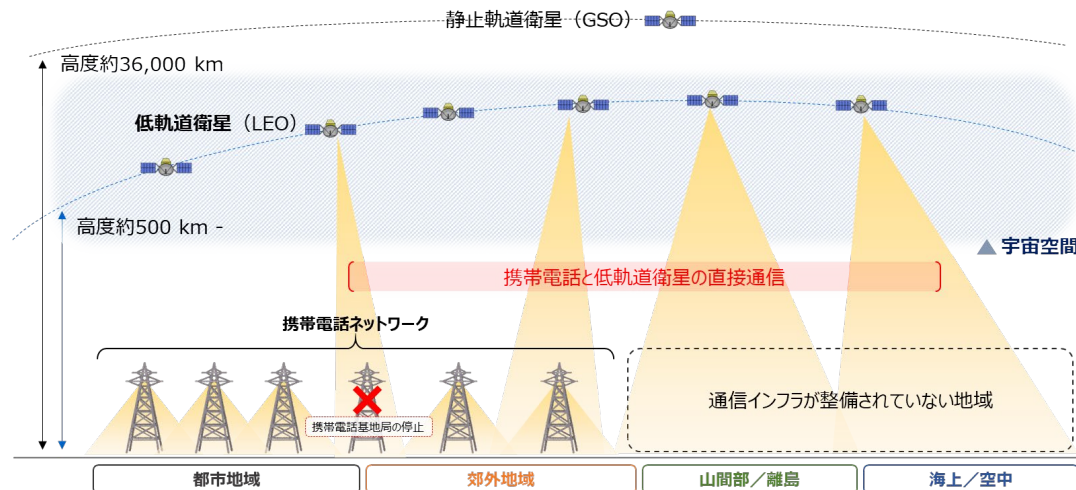 静止軌道衛星（GSO）
高度約36,000 km
低軌道衛星（LEO）
高度約500 km -
▲ 宇宙空間
携帯電話と低軌道衛星の直接通信
携帯電話ネットワーク
通信インフラが整備されていない地域
携帯電話基地局の停止
都市地域
郊外地域
山間部／離島
海上／空中